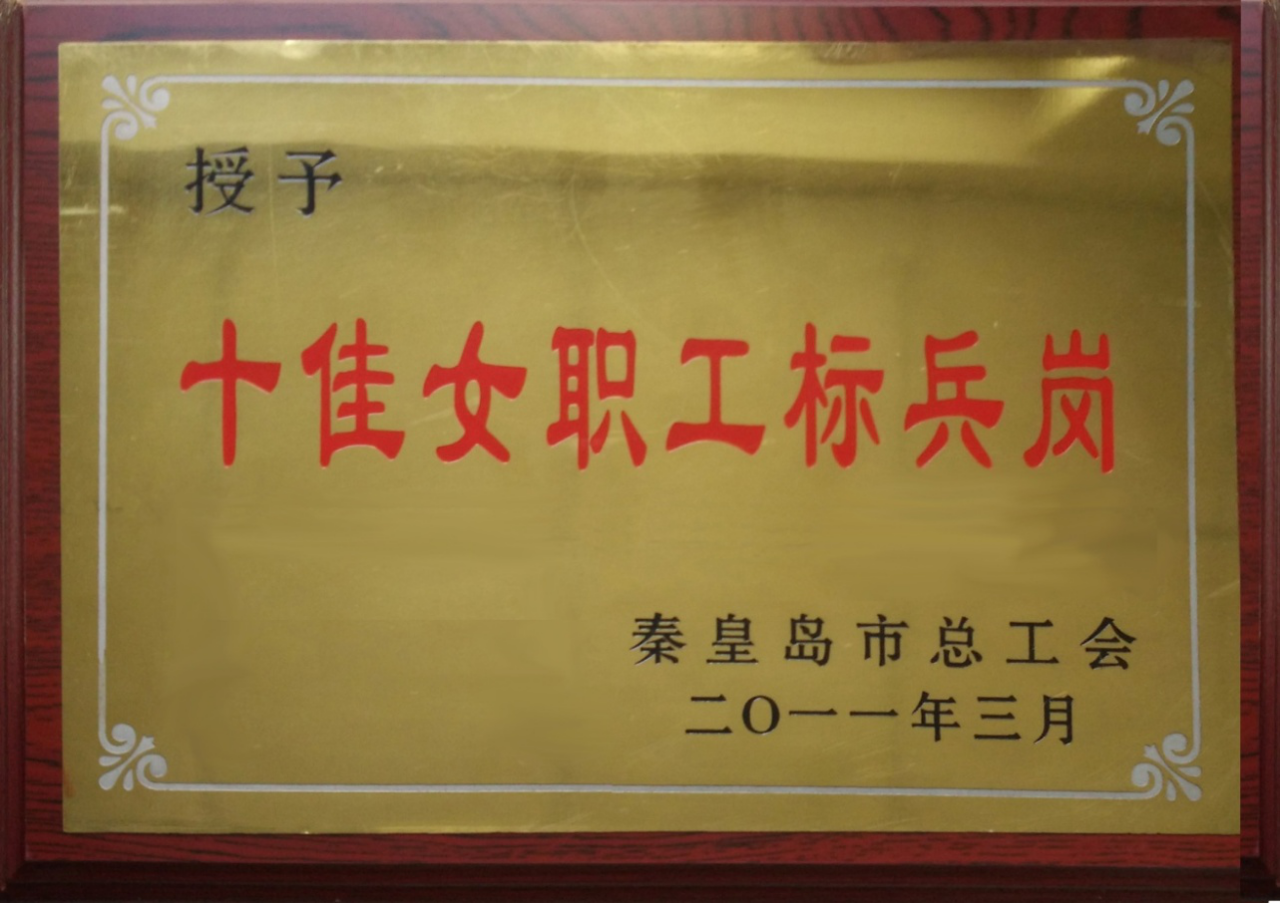 授予
十佳女职工标兵岗
秦皇岛市总工会
二〇一一年三月